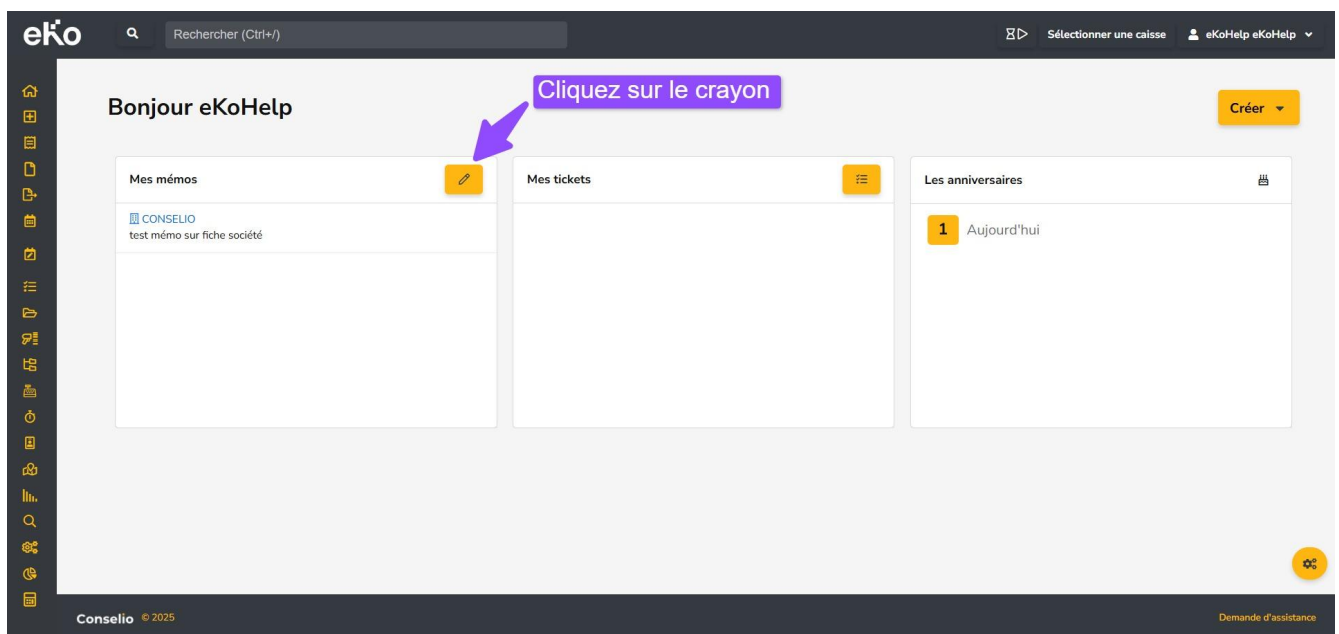 eKo
Rechercher (Ctrl+/)
Sélectionner une caisse
eKoHelp eKoHelp
Cliquez sur le crayon
Bonjour eKoHelp
Créer
Mes mémos
Mes tickets
Les anniversaires
CONSELIO
test mémo sur fiche société
1 Aujourd'hui
Conselio © 2025
Demande d'assistance